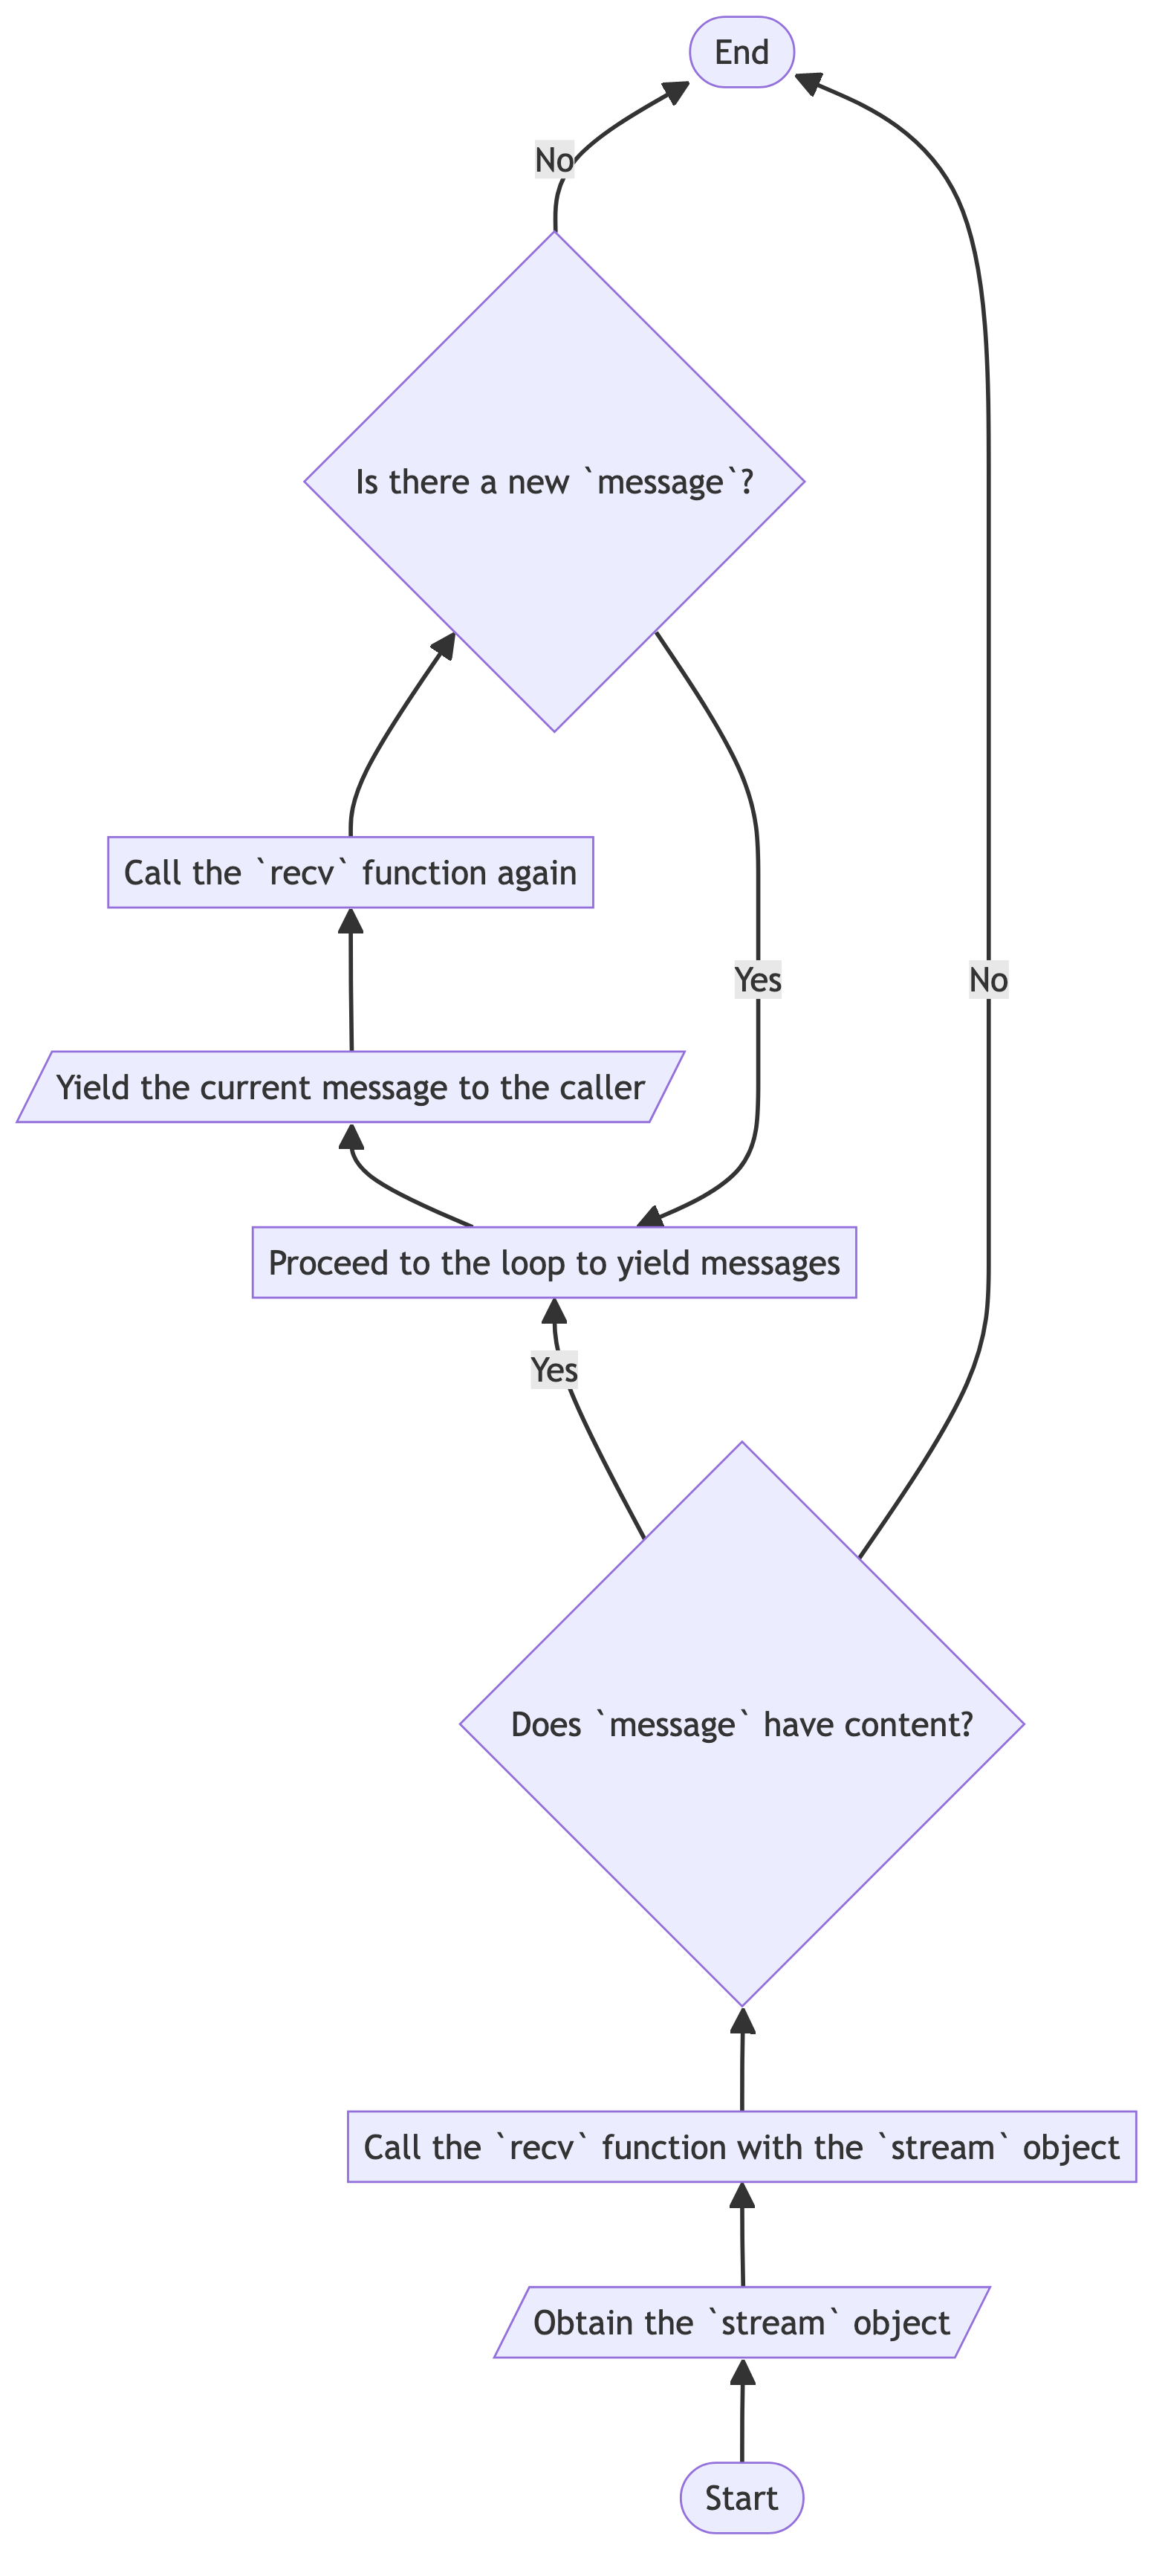 End
No
Is there a new `message`?
Call the `recv` function again
Yes
No
Yield the current message to the caller
Proceed to the loop to yield messages
Yes
Does `message` have content?
Call the `recv` function with the `stream` object
Obtain the `stream` object
Start